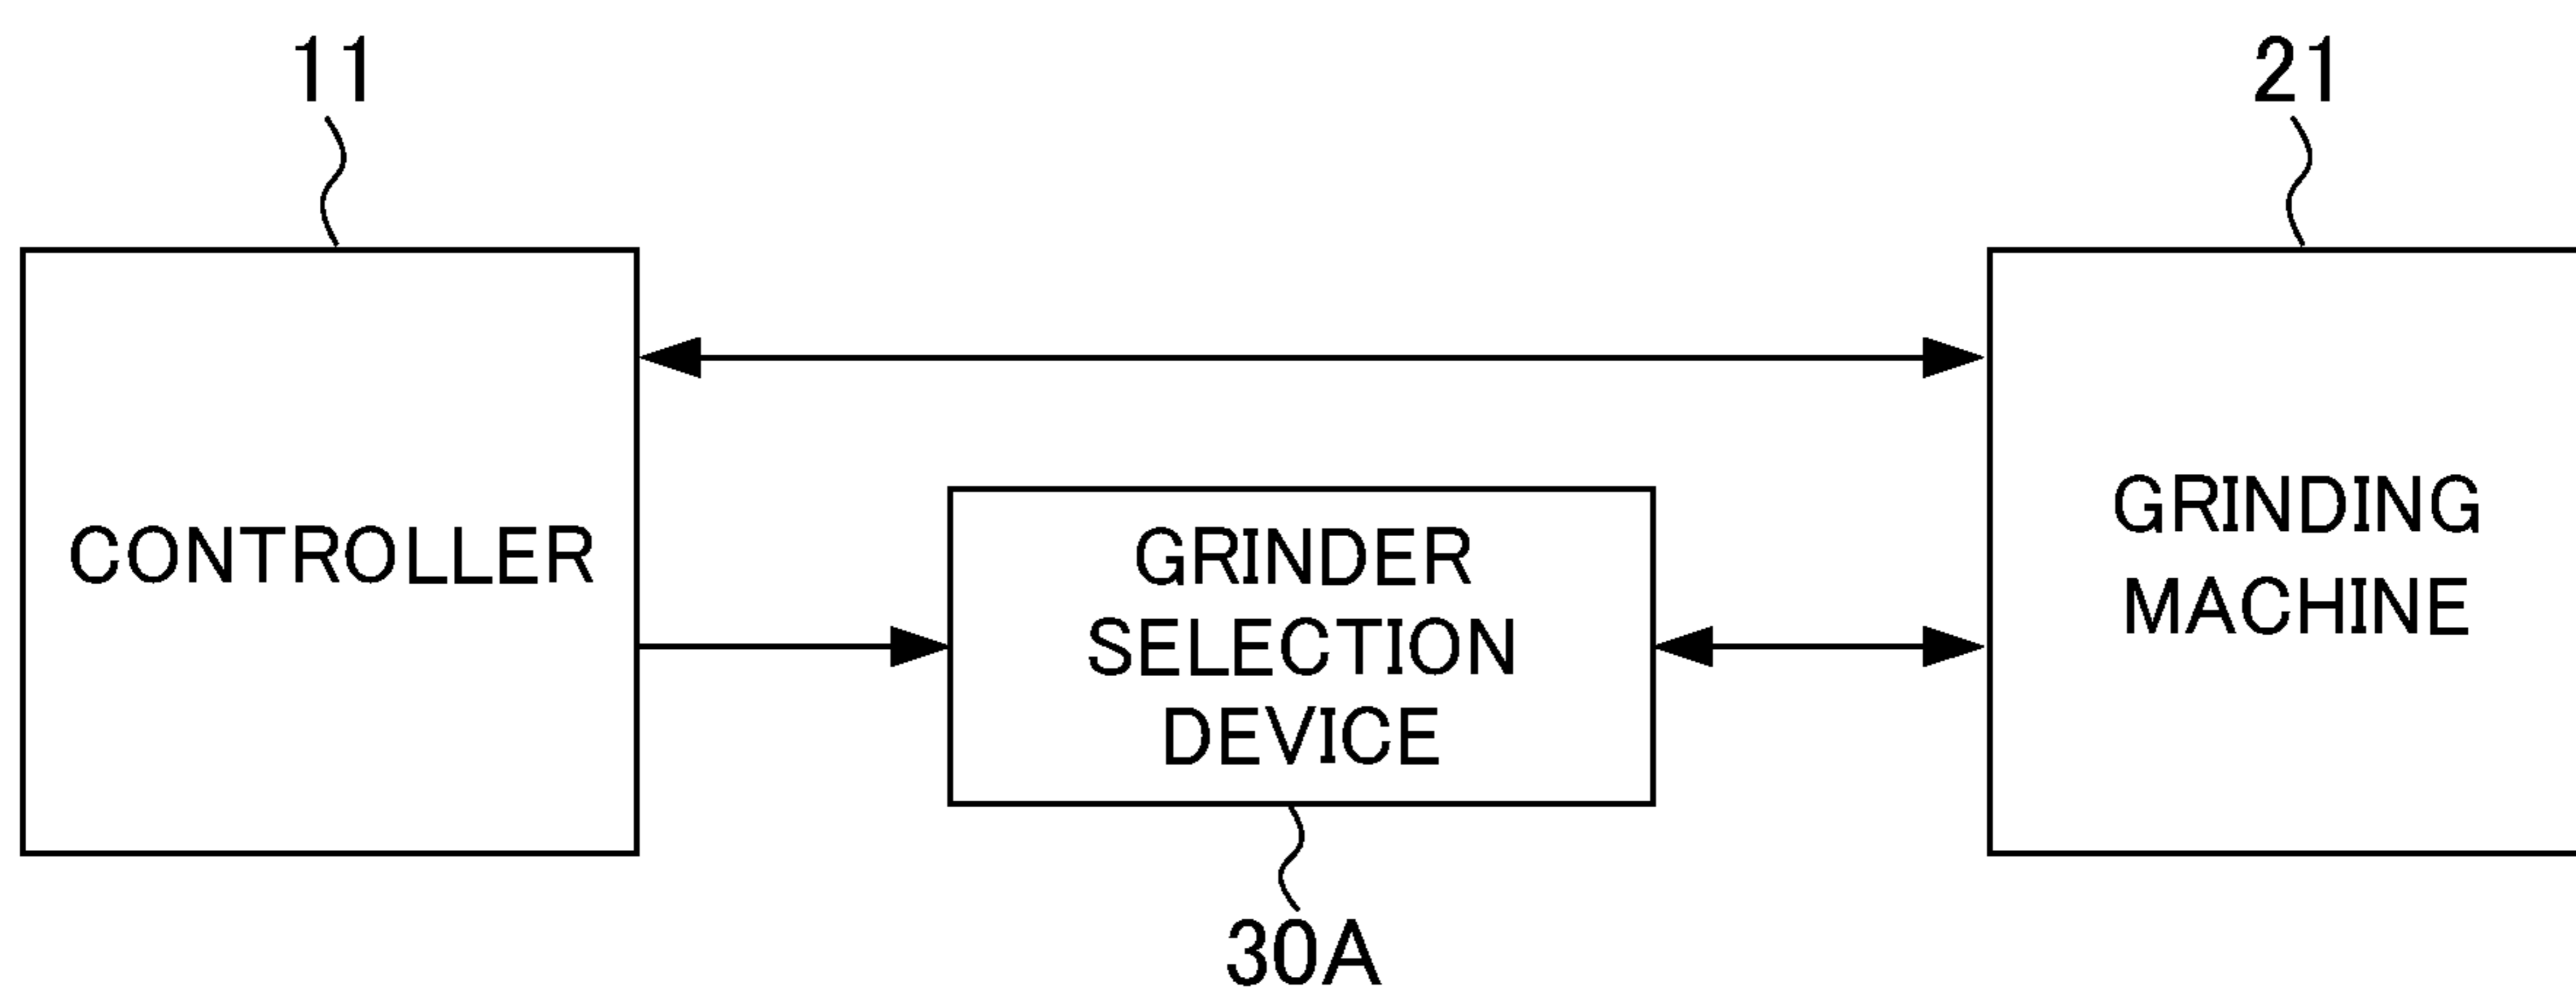 11
21
CONTROLLER
GRINDER
SELECTION
DEVICE
GRINDING
MACHINE
30A